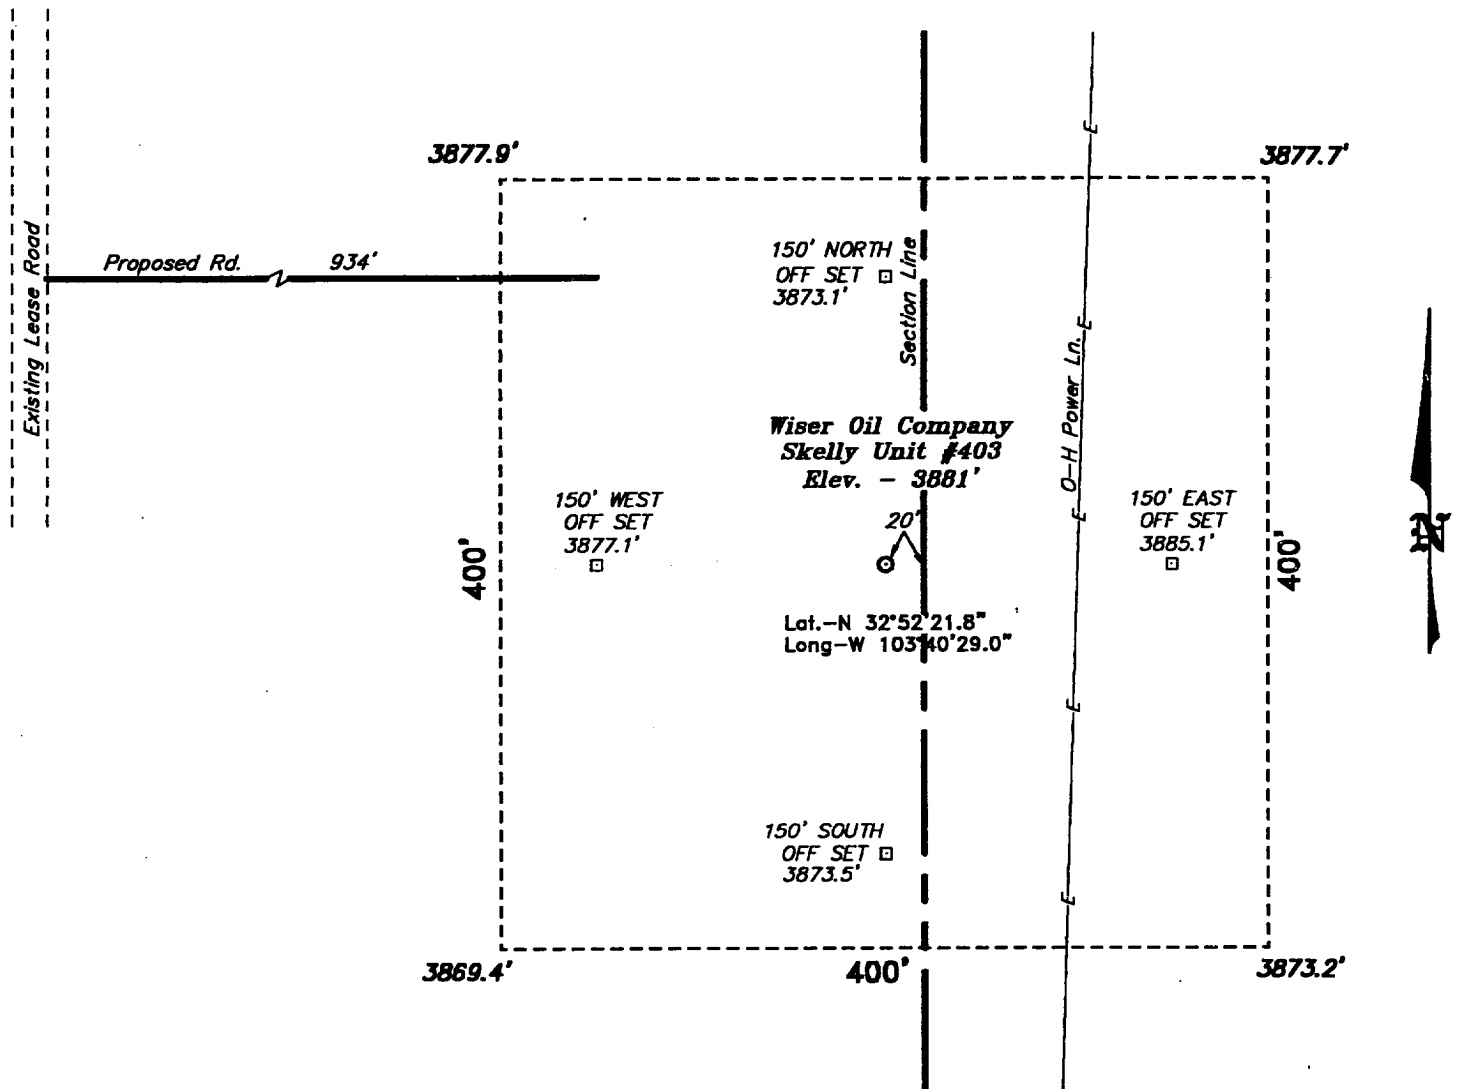 3877.9'
3877.7'
Existing Lease Road
Proposed Rd. 934'
150' NORTH
OFF SET
3873.1'
Section Line
O-H Power Ln.
E
E
E
E
E
Wiser Oil Company
Skelly Unit #403
Elev. - 3881'
20'
150' WEST
OFF SET
3877.1'
150' EAST
OFF SET
3885.1'
400'
400'
N
Lat.-N 32°52'21.8"
Long-W 103°40'29.0"
150' SOUTH
OFF SET
3873.5'
3869.4'
400'
3873.2'